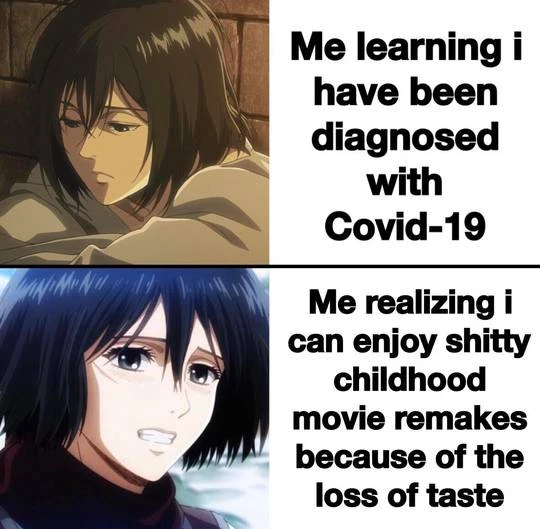 Me learning i
have been
diagnosed
with
Covid-19
Me realizing i
can enjoy shitty
childhood
movie remakes
because of the
loss of taste